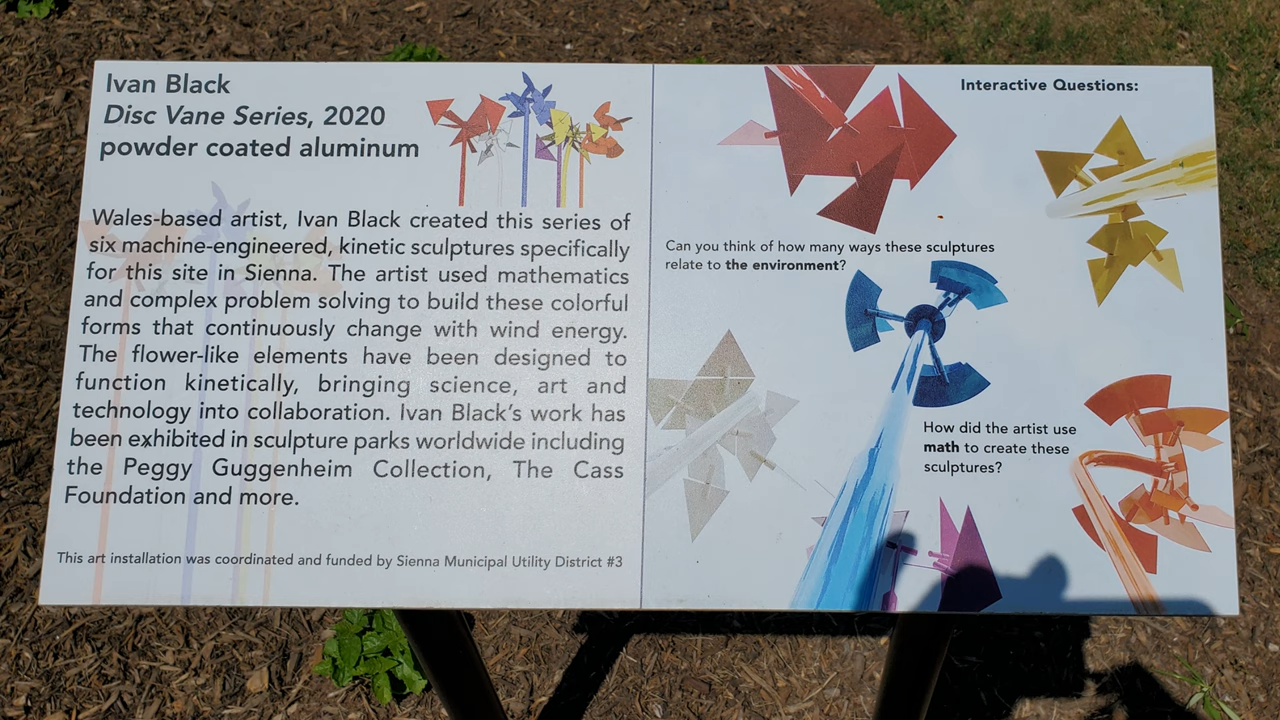 Ivan Black
Disc Vane Series, 2020
powder coated aluminum
Wales-based artist, Ivan Black created this series of
six machine-engineered, kinetic sculptures specifically
for this site in Sienna. The artist used mathematics
and complex problem solving to build these colorful
forms that continuously change with wind energy.
The flower-like elements have been designed to
function kinetically, bringing science, art and
technology into collaboration. Ivan Black's work has
been exhibited in sculpture parks worldwide including
the Peggy Guggenheim Collection, The Cass
Foundation and more.
This art installation was coordinated and funded by Sienna Municipal Utility District #3
Interactive Questions:
Can you think of how many ways these sculptures
relate to the environment?
How did the artist use
math to create these
sculptures?